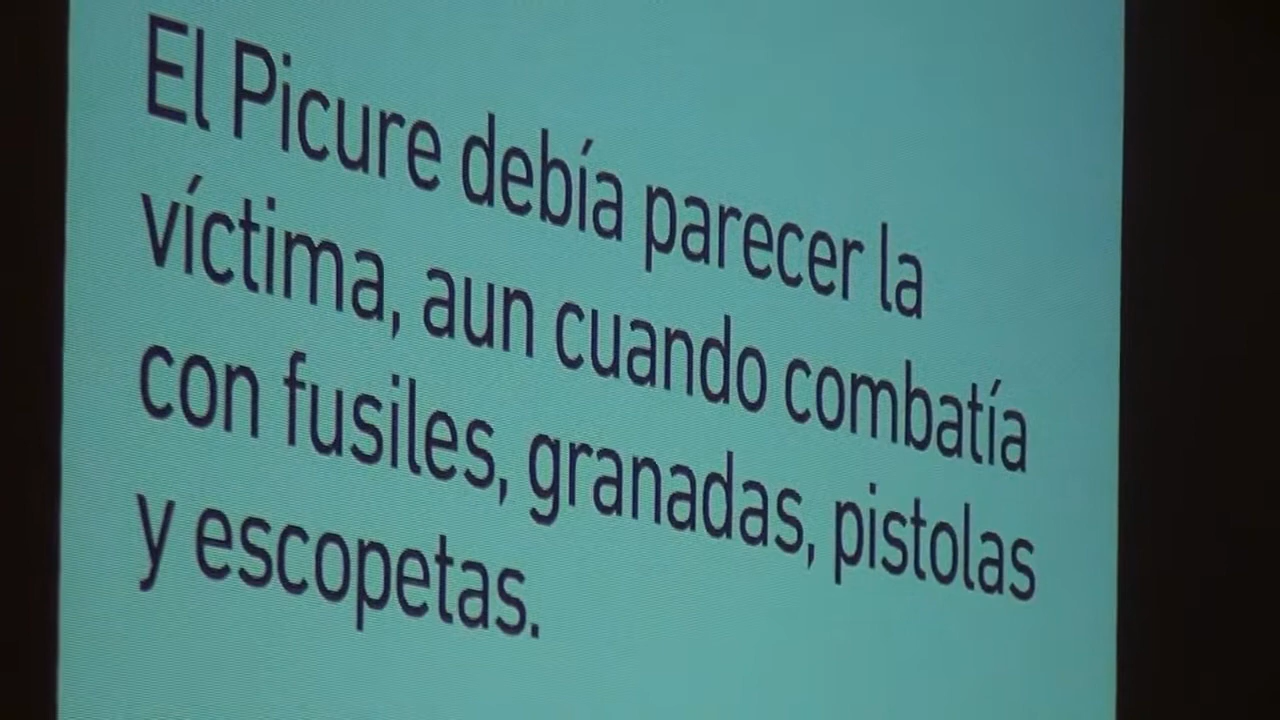 El Picure debía parecer la
víctima, aun cuando combatía
con fusiles, granadas, pistolas
y escopetas.